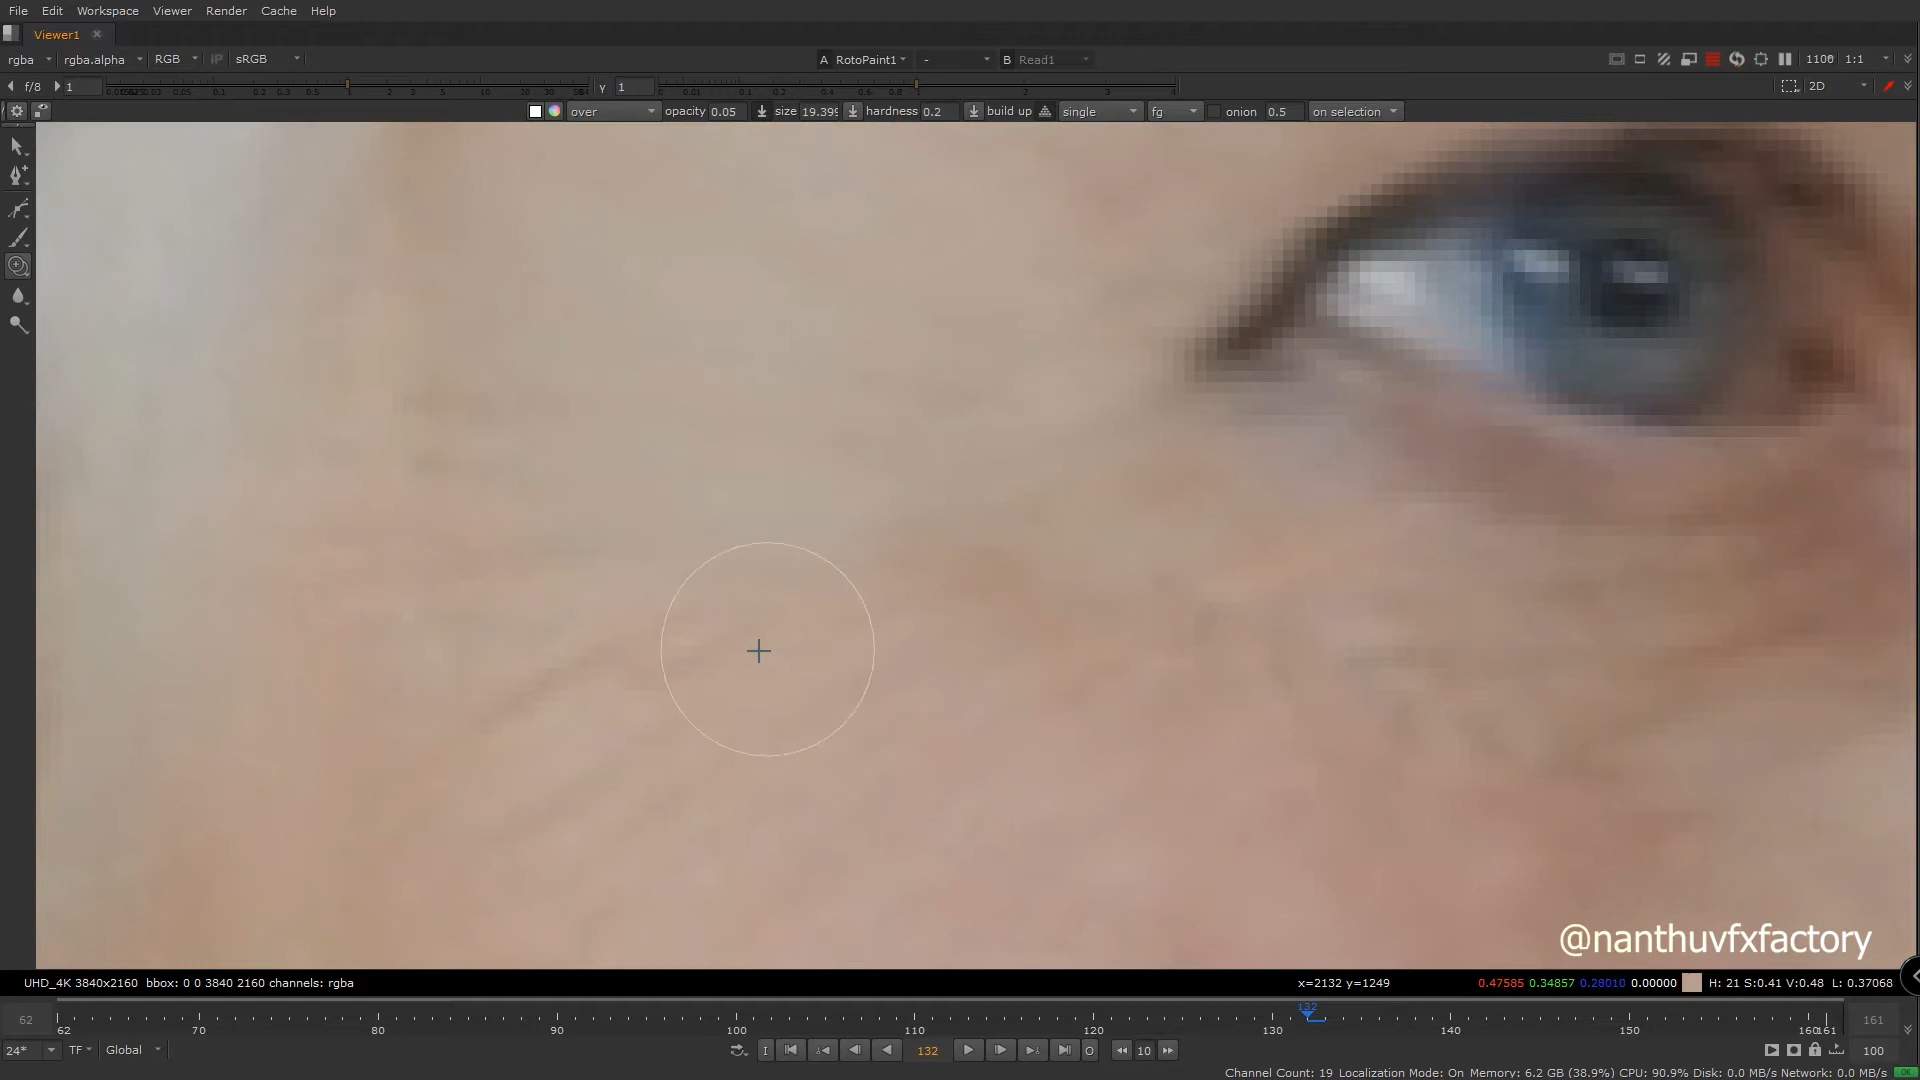 File Edit Workspace Viewer Render Cache Help
Viewer1
rgba rgba.alpha RGB IP sRGB A RotoPaint1 - B Read1 1100 1:1
f/8 1 γ 1 2D
over opacity 0.05 size 19.399 hardness 0.2 build up single fg onion 0.5 on selection
@nanthuvfxfactory
UHD_4K 3840x2160 bbox: 0 0 3840 2160 channels: rgba x=2132 y=1249 0.47585 0.34857 0.28010 0.00000 H: 21 S:0.41 V:0.48 L: 0.37068
132
62 161
62 70 80 90 100 110 120 130 140 150 160 161
24* TF Global I 132 O 10 100
Channel Count: 19 Localization Mode: On Memory: 6.2 GB (38.9%) CPU: 90.9% Disk: 0.0 MB/s Network: 0.0 MB/s OK